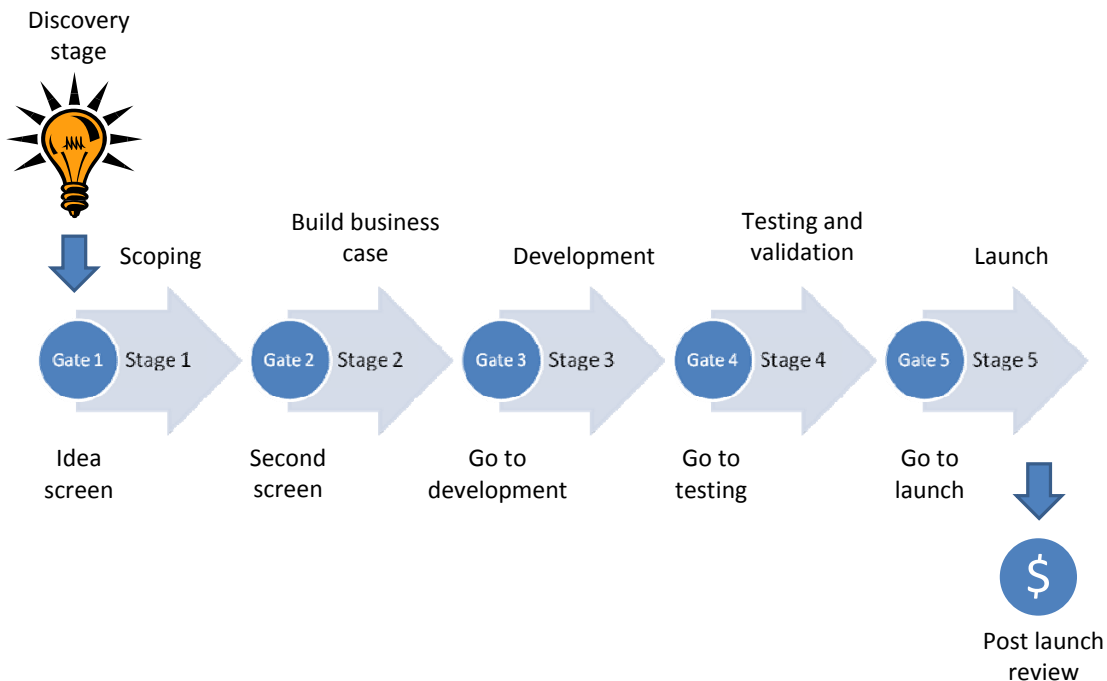 Discovery
stage
Scoping
Build business
case
Development
Testing and
validation
Launch
Gate 1
Stage 1
Gate 2
Stage 2
Gate 3
Stage 3
Gate 4
Stage 4
Gate 5
Stage 5
Idea
screen
Second
screen
Go to
development
Go to
testing
Go to
launch
$
Post launch
review